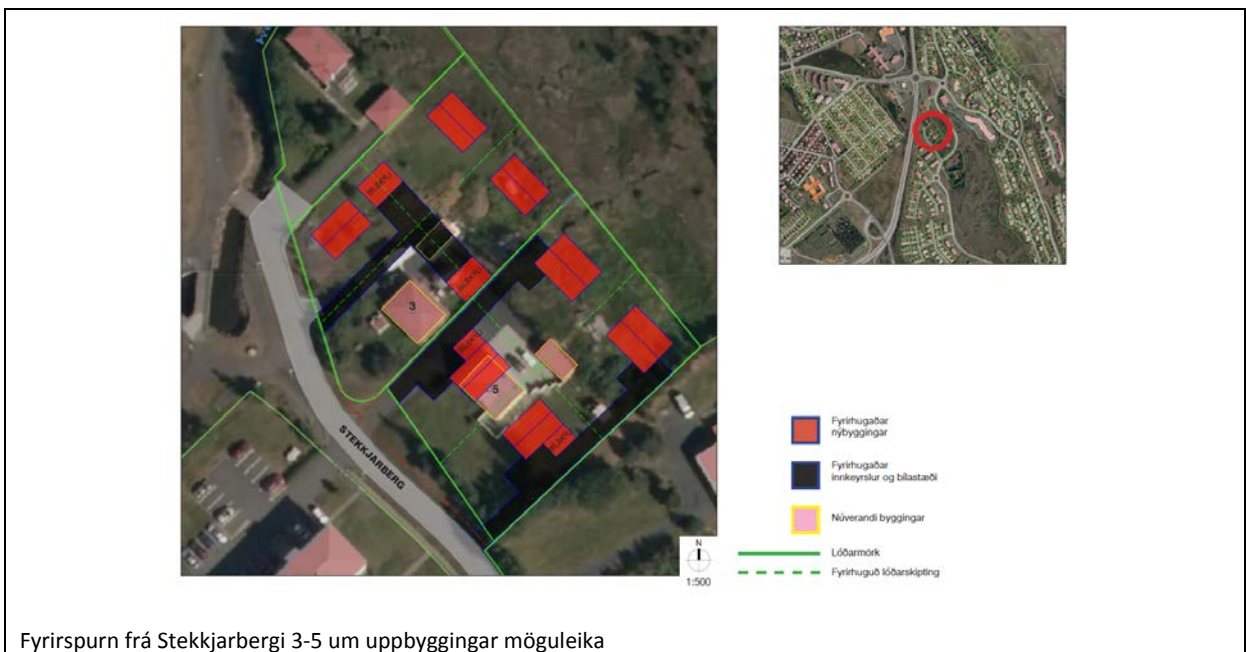 3
5
STEKKJARBERG
N
1:500
Fyrirhugaðar
nýbyggingar
Fyrirhugaðar
innkeyrslur og bílastæði
Núverandi byggingar
Lóðarmörk
Fyrirhuguð lóðarskipting
Fyrirspurn frá Stekkjarbergi 3-5 um uppbyggingar möguleika